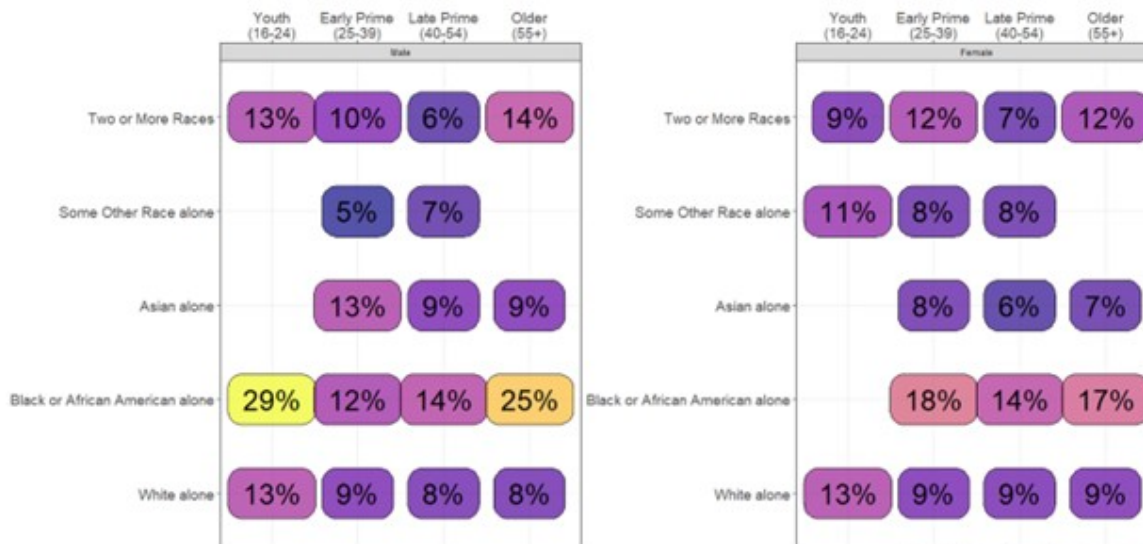 Youth Early Prime Late Prime Older
(16-24) (25-39) (40-54) (55+)
Male
Two or More Races 13% 10% 6% 14%
Some Other Race alone 5% 7%
Asian alone 13% 9% 9%
Black or African American alone 29% 12% 14% 25%
White alone 13% 9% 8% 8%
Youth Early Prime Late Prime Older
(16-24) (25-39) (40-54) (55+)
Female
Two or More Races 9% 12% 7% 12%
Some Other Race alone 11% 8% 8%
Asian alone 8% 6% 7%
Black or African American alone 18% 14% 17%
White alone 13% 9% 9% 9%